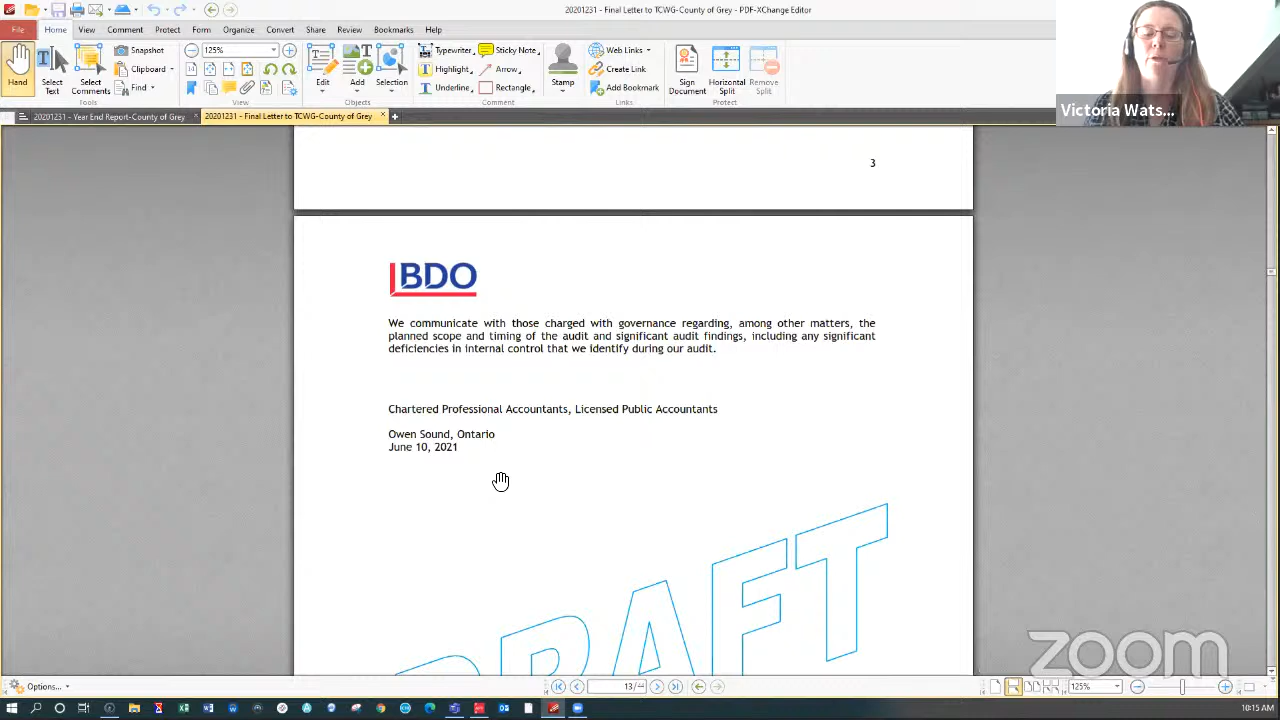 20201231 - Final Letter to TCWG-County of Grey - PDF-XChange Editor
File Home View Comment Protect Form Organize Convert Share Review Bookmarks Help
Hand
Select Text
Select Comments
Snapshot
Clipboard
Find
Tools
125%
View
Edit
Add
Selection
Objects
Typewriter
Highlight
Underline
Sticky Note
Arrow
Rectangle
Stamp
Comment
Web Links
Create Link
Add Bookmark
Links
Sign Document
Horizontal Split
Remove Split
Protect
Victoria Wats...
20201231 - Year End Report-County of Grey
20201231 - Final Letter to TCWG-County of Grey
3
BDO
We communicate with those charged with governance regarding, among other matters, the
planned scope and timing of the audit and significant audit findings, including any significant
deficiencies in internal control that we identify during our audit.
Chartered Professional Accountants, Licensed Public Accountants
Owen Sound, Ontario
June 10, 2021
DRAFT
zoom
Options...
13/
125%
10:15 AM